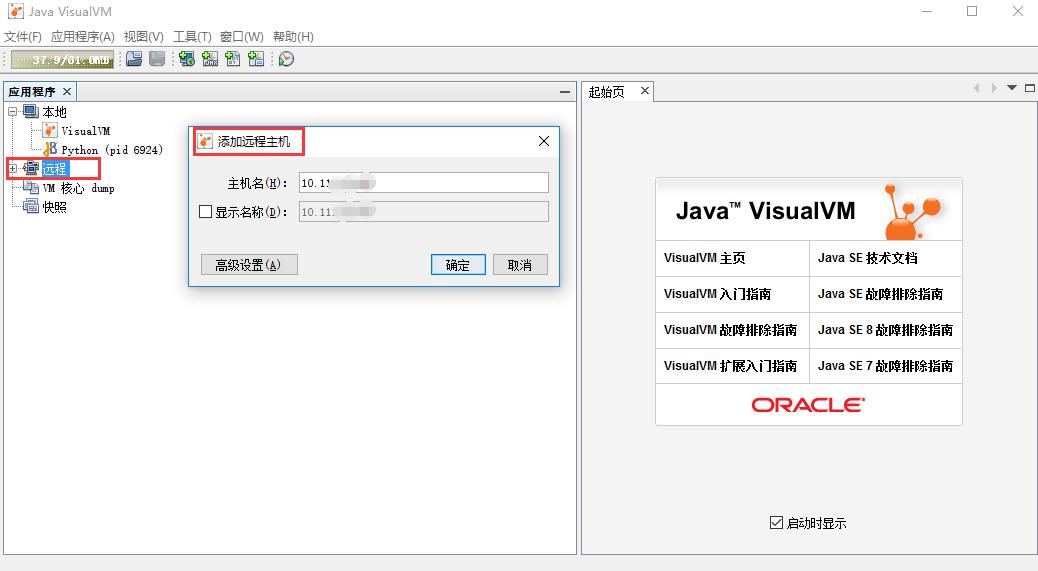 Java VisualVM
文件(F) 应用程序(A) 视图(V) 工具(T) 窗口(W) 帮助(H)
37.9/61.0MB
应用程序
本地
VisualVM
Python (pid 6924)
远程
VM 核心 dump
快照
添加远程主机
主机名(H):
显示名称(D):
高级设置(A) 确定 取消
起始页
Java™ VisualVM
VisualVM 主页 Java SE 技术文档
VisualVM 入门指南 Java SE 故障排除指南
VisualVM 故障排除指南 Java SE 8 故障排除指南
VisualVM 扩展入门指南 Java SE 7 故障排除指南
ORACLE®
启动时显示